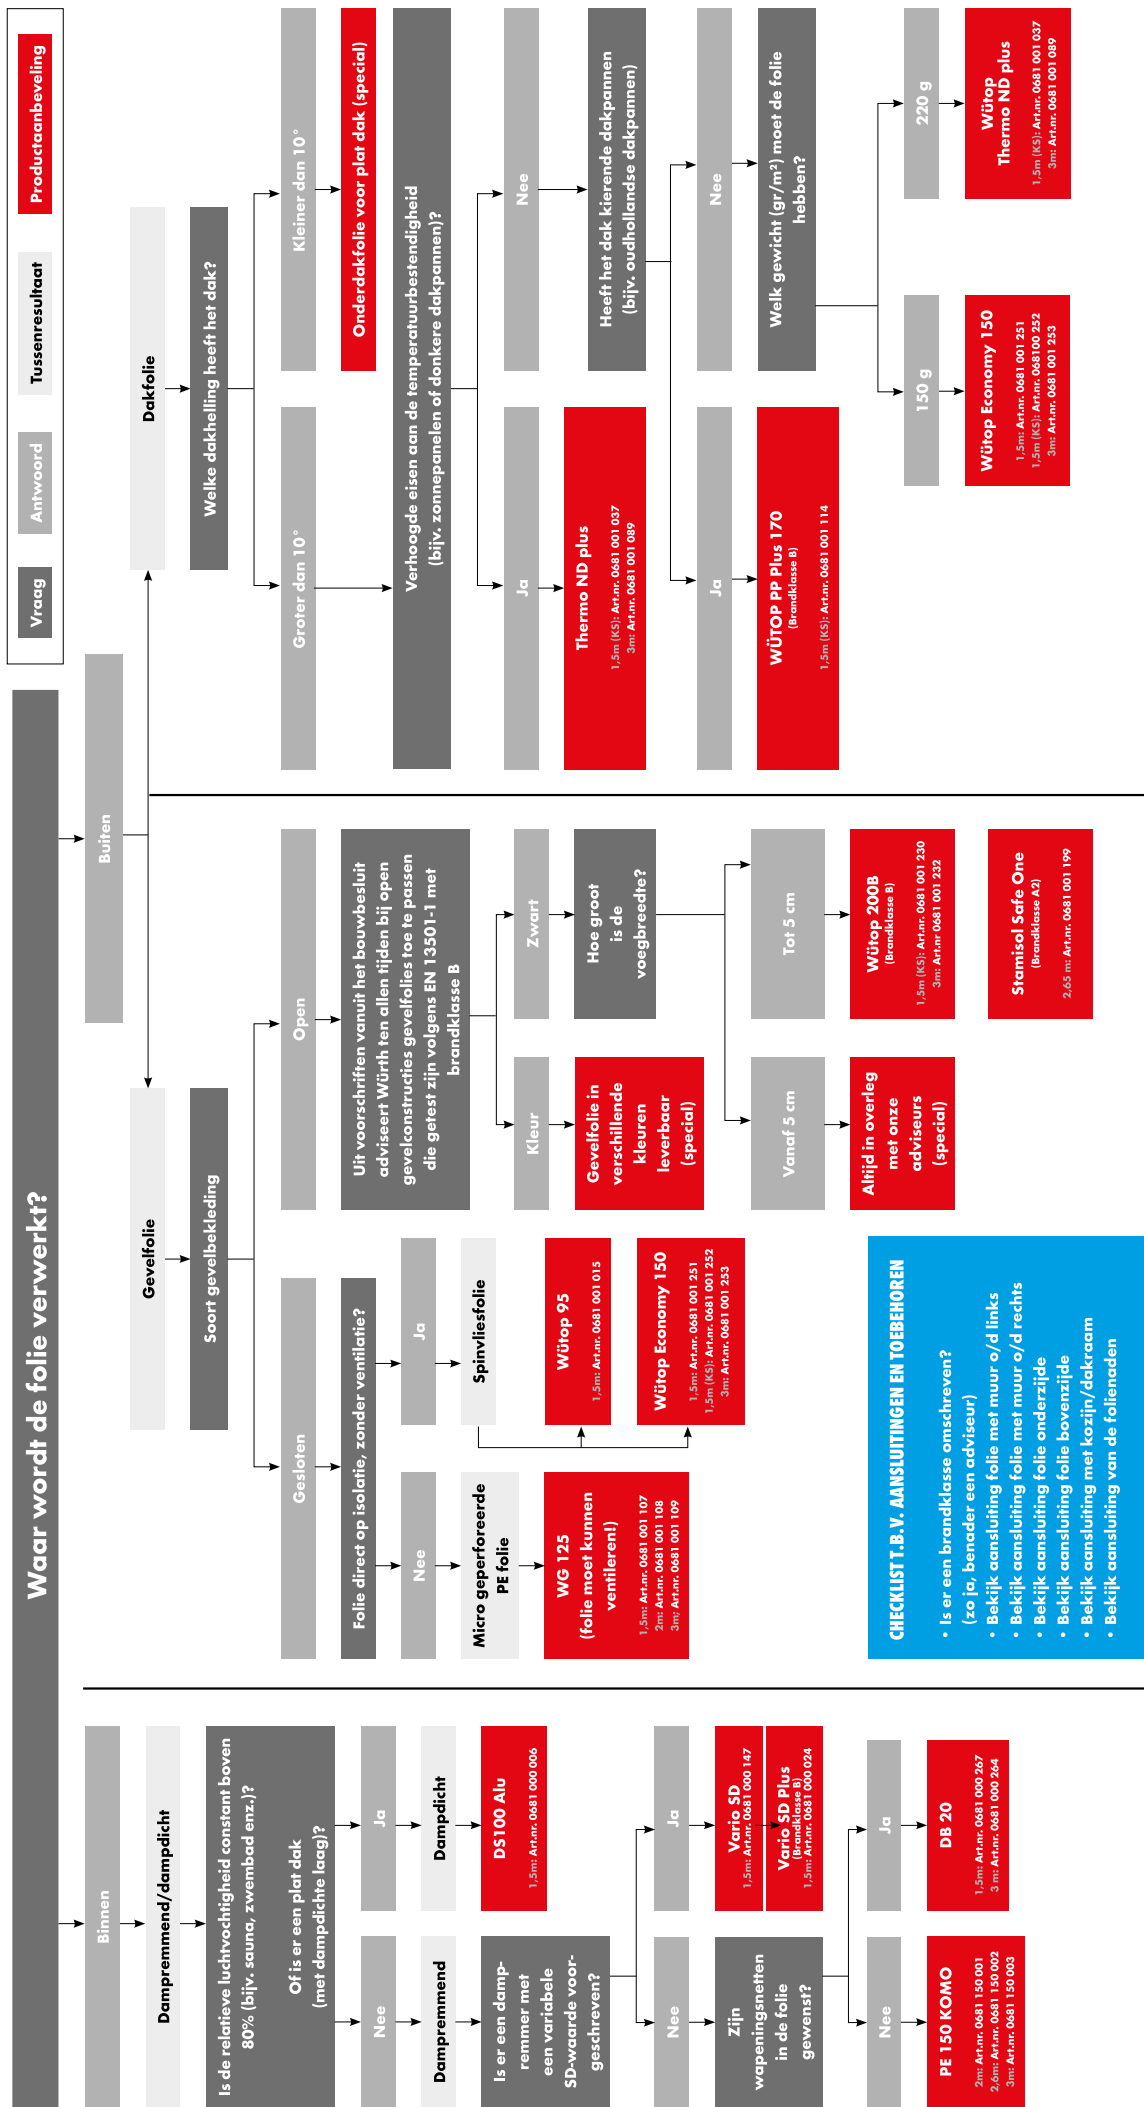 Waar wordt de folie verwerkt?
Vraag
Antwoord
Tussenresultaat
Productaanbeveling
Binnen
Dampremmend/dampdicht
Is de relatieve luchtvochtigheid constant boven
80% (bijv. sauna, zwembad enz.)?
Of is er een plat dak
(met dampdichte laag)?
Nee
Dampremmend
Is er een damp-
remmer met
een variabele
SD-waarde voor-
geschreven?
Ja
Dampdicht
DS100 Alu
1,5m: Art.nr. 0681 000 006
Nee
Zijn
wapeningsnetten
in de folie
gewenst?
Ja
Vario SD
1,5m: Art.nr. 0681 000 147
Vario SD Plus
(Brandklasse B)
1,5m: Art.nr. 0681 000 024
Nee
PE 150 KOMO
2m: Art.nr. 0681 150 001
2,6m: Art.nr. 0681 150 002
3m: Art.nr. 0681 150 003
Ja
DB 20
1,5m: Art.nr. 0681 000 267
3 m: Art.nr. 0681 000 264
Buiten
Gevelfolie
Soort gevelbekleding
Gesloten
Folie direct op isolatie, zonder ventilatie?
Nee
Micro geperforeerde
PE folie
WG 125
(folie moet kunnen
ventileren!)
1,5m: Art.nr. 0681 001 107
2m: Art.nr. 0681 001 108
3m; Art.nr. 0681 001 109
Ja
Spinvliesfolie
Wütop 95
1,5m: Art.nr. 0681 001 015
Wütop Economy 150
1,5m: Art.nr. 0681 001 251
1,5m (KS): Art.nr. 0681 001 252
3m: Art.nr. 0681 001 253
Open
Uit voorschriften vanuit het bouwbesluit
adviseert Würth ten allen tijden bij open
gevelconstructies gevelfolies toe te passen
die getest zijn volgens EN 13501-1 met
brandklasse B
Kleur
Gevelfolie in
verschillende
kleuren
leverbaar
(special)
Zwart
Hoe groot
is de
voegbreedte?
Vanaf 5 cm
Altijd in overleg
met onze
adviseurs
(special)
Tot 5 cm
Wütop 200B
(Brandklasse B)
1,5m (KS): Art.nr. 0681 001 230
3m: Art.nr 0681 001 232
Stamisol Safe One
(Brandklasse A2)
2,65 m: Art.nr. 0681 001 199
Dakfolie
Welke dakhelling heeft het dak?
Groter dan 10°
Kleiner dan 10°
Onderdakfolie voor plat dak (special)
Verhoogde eisen aan de temperatuurbestendigheid
(bijv. zonnepanelen of donkere dakpannen)?
Ja
Thermo ND plus
1,5m (KS): Art.nr. 0681 001 037
3m: Art.nr. 0681 001 089
Nee
Heeft het dak kierende dakpannen
(bijv. oudhollandse dakpannen)
Ja
WÜTOP PP Plus 170
(Brandklasse B)
1,5m (KS): Art.nr. 0681 001 114
Nee
Welk gewicht (gr/m²) moet de folie
hebben?
150 g
Wütop Economy 150
1,5m: Art.nr. 0681 001 251
1,5m (KS): Art.nr. 068100 252
3m: Art.nr. 0681 001 253
220 g
Wütop
Thermo ND plus
1,5m (KS): Art.nr. 0681 001 037
3m: Art.nr. 0681 001 089
CHECKLIST T.B.V. AANSLUITINGEN EN TOEBEHOREN
• Is er een brandklasse omschreven?
(zo ja, benader een adviseur)
• Bekijk aansluiting folie met muur o/d links
• Bekijk aansluiting folie met muur o/d rechts
• Bekijk aansluiting folie onderzijde
• Bekijk aansluiting folie bovenzijde
• Bekijk aansluiting met kozijn/dakraam
• Bekijk aansluiting van de folienaden